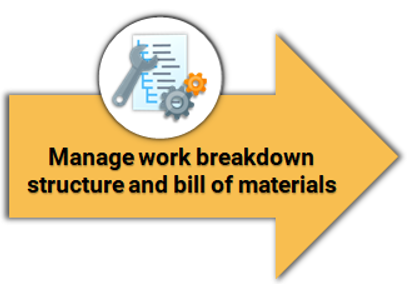 Manage work breakdown
structure and bill of materials